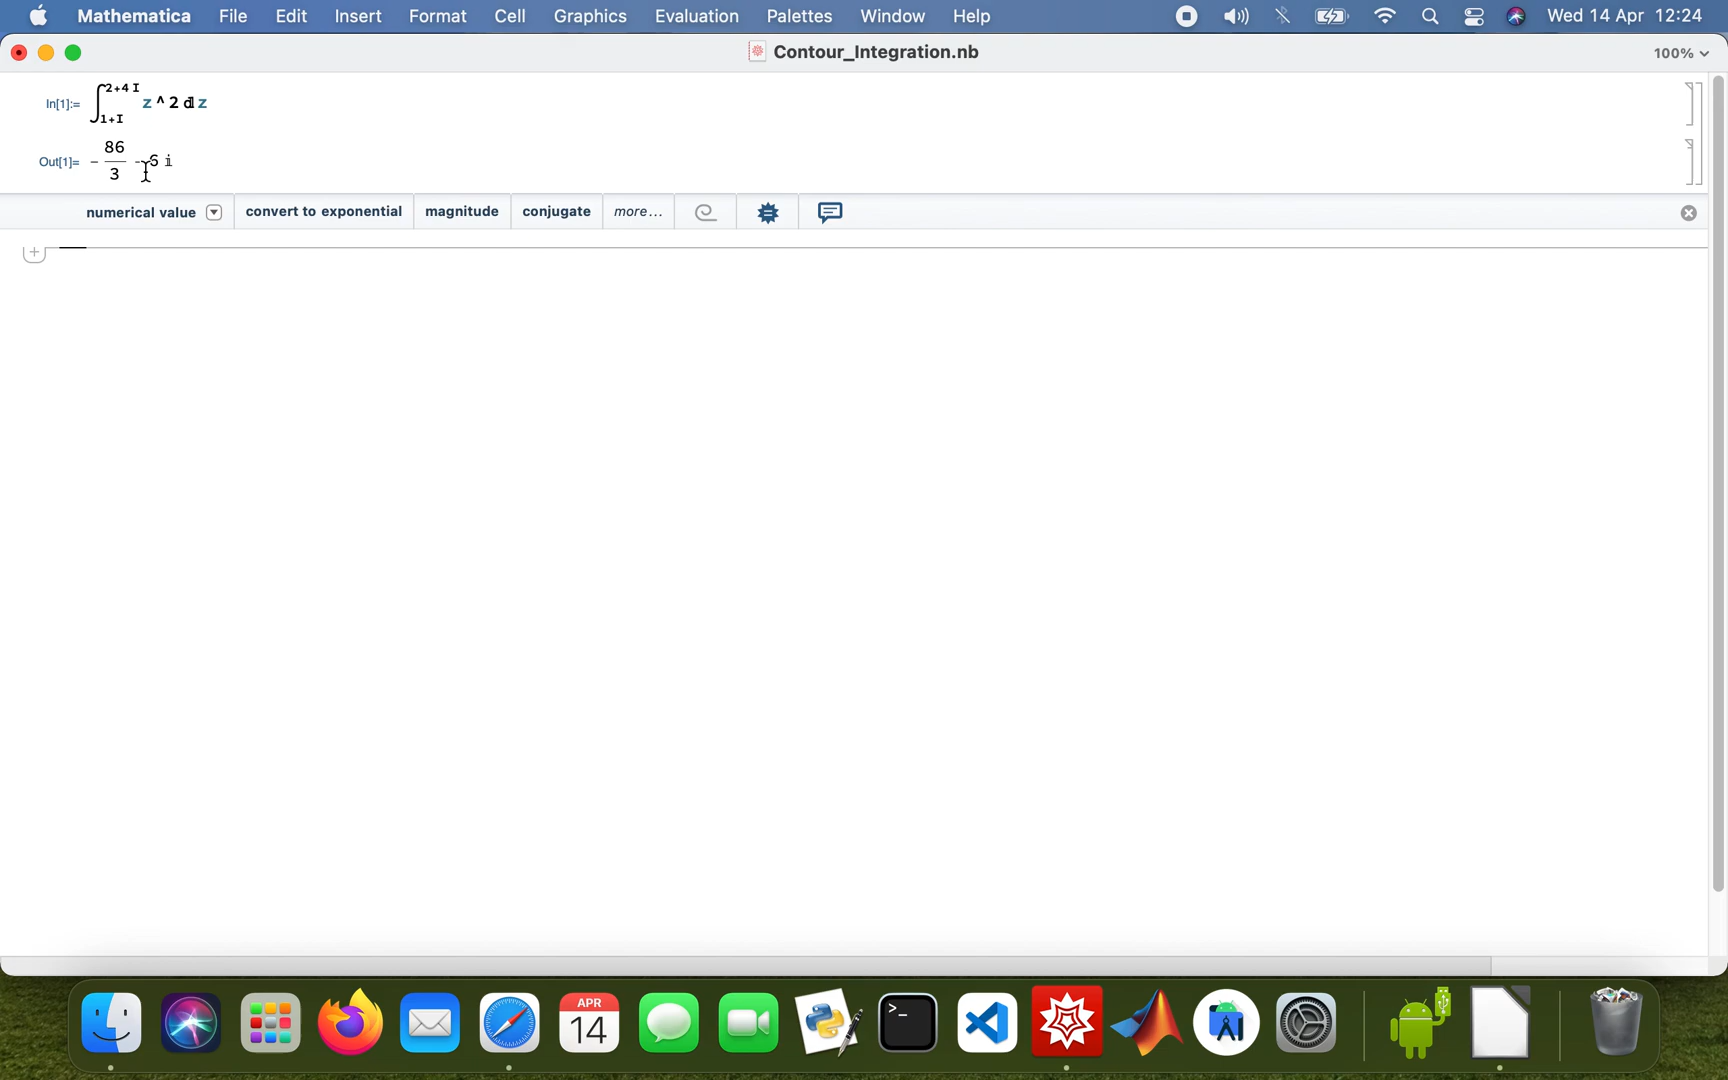 Mathematica File Edit Insert Format Cell Graphics Evaluation Palettes Window Help Wed 14 Apr 12:24
Contour_Integration.nb 100%
In[1]:= ∫_{1+I}^{2+4 I} z^2 ⅆz
Out[1]= -86/3 - 6 ⅈ
numerical value convert to exponential magnitude conjugate more...
APR
14
>_